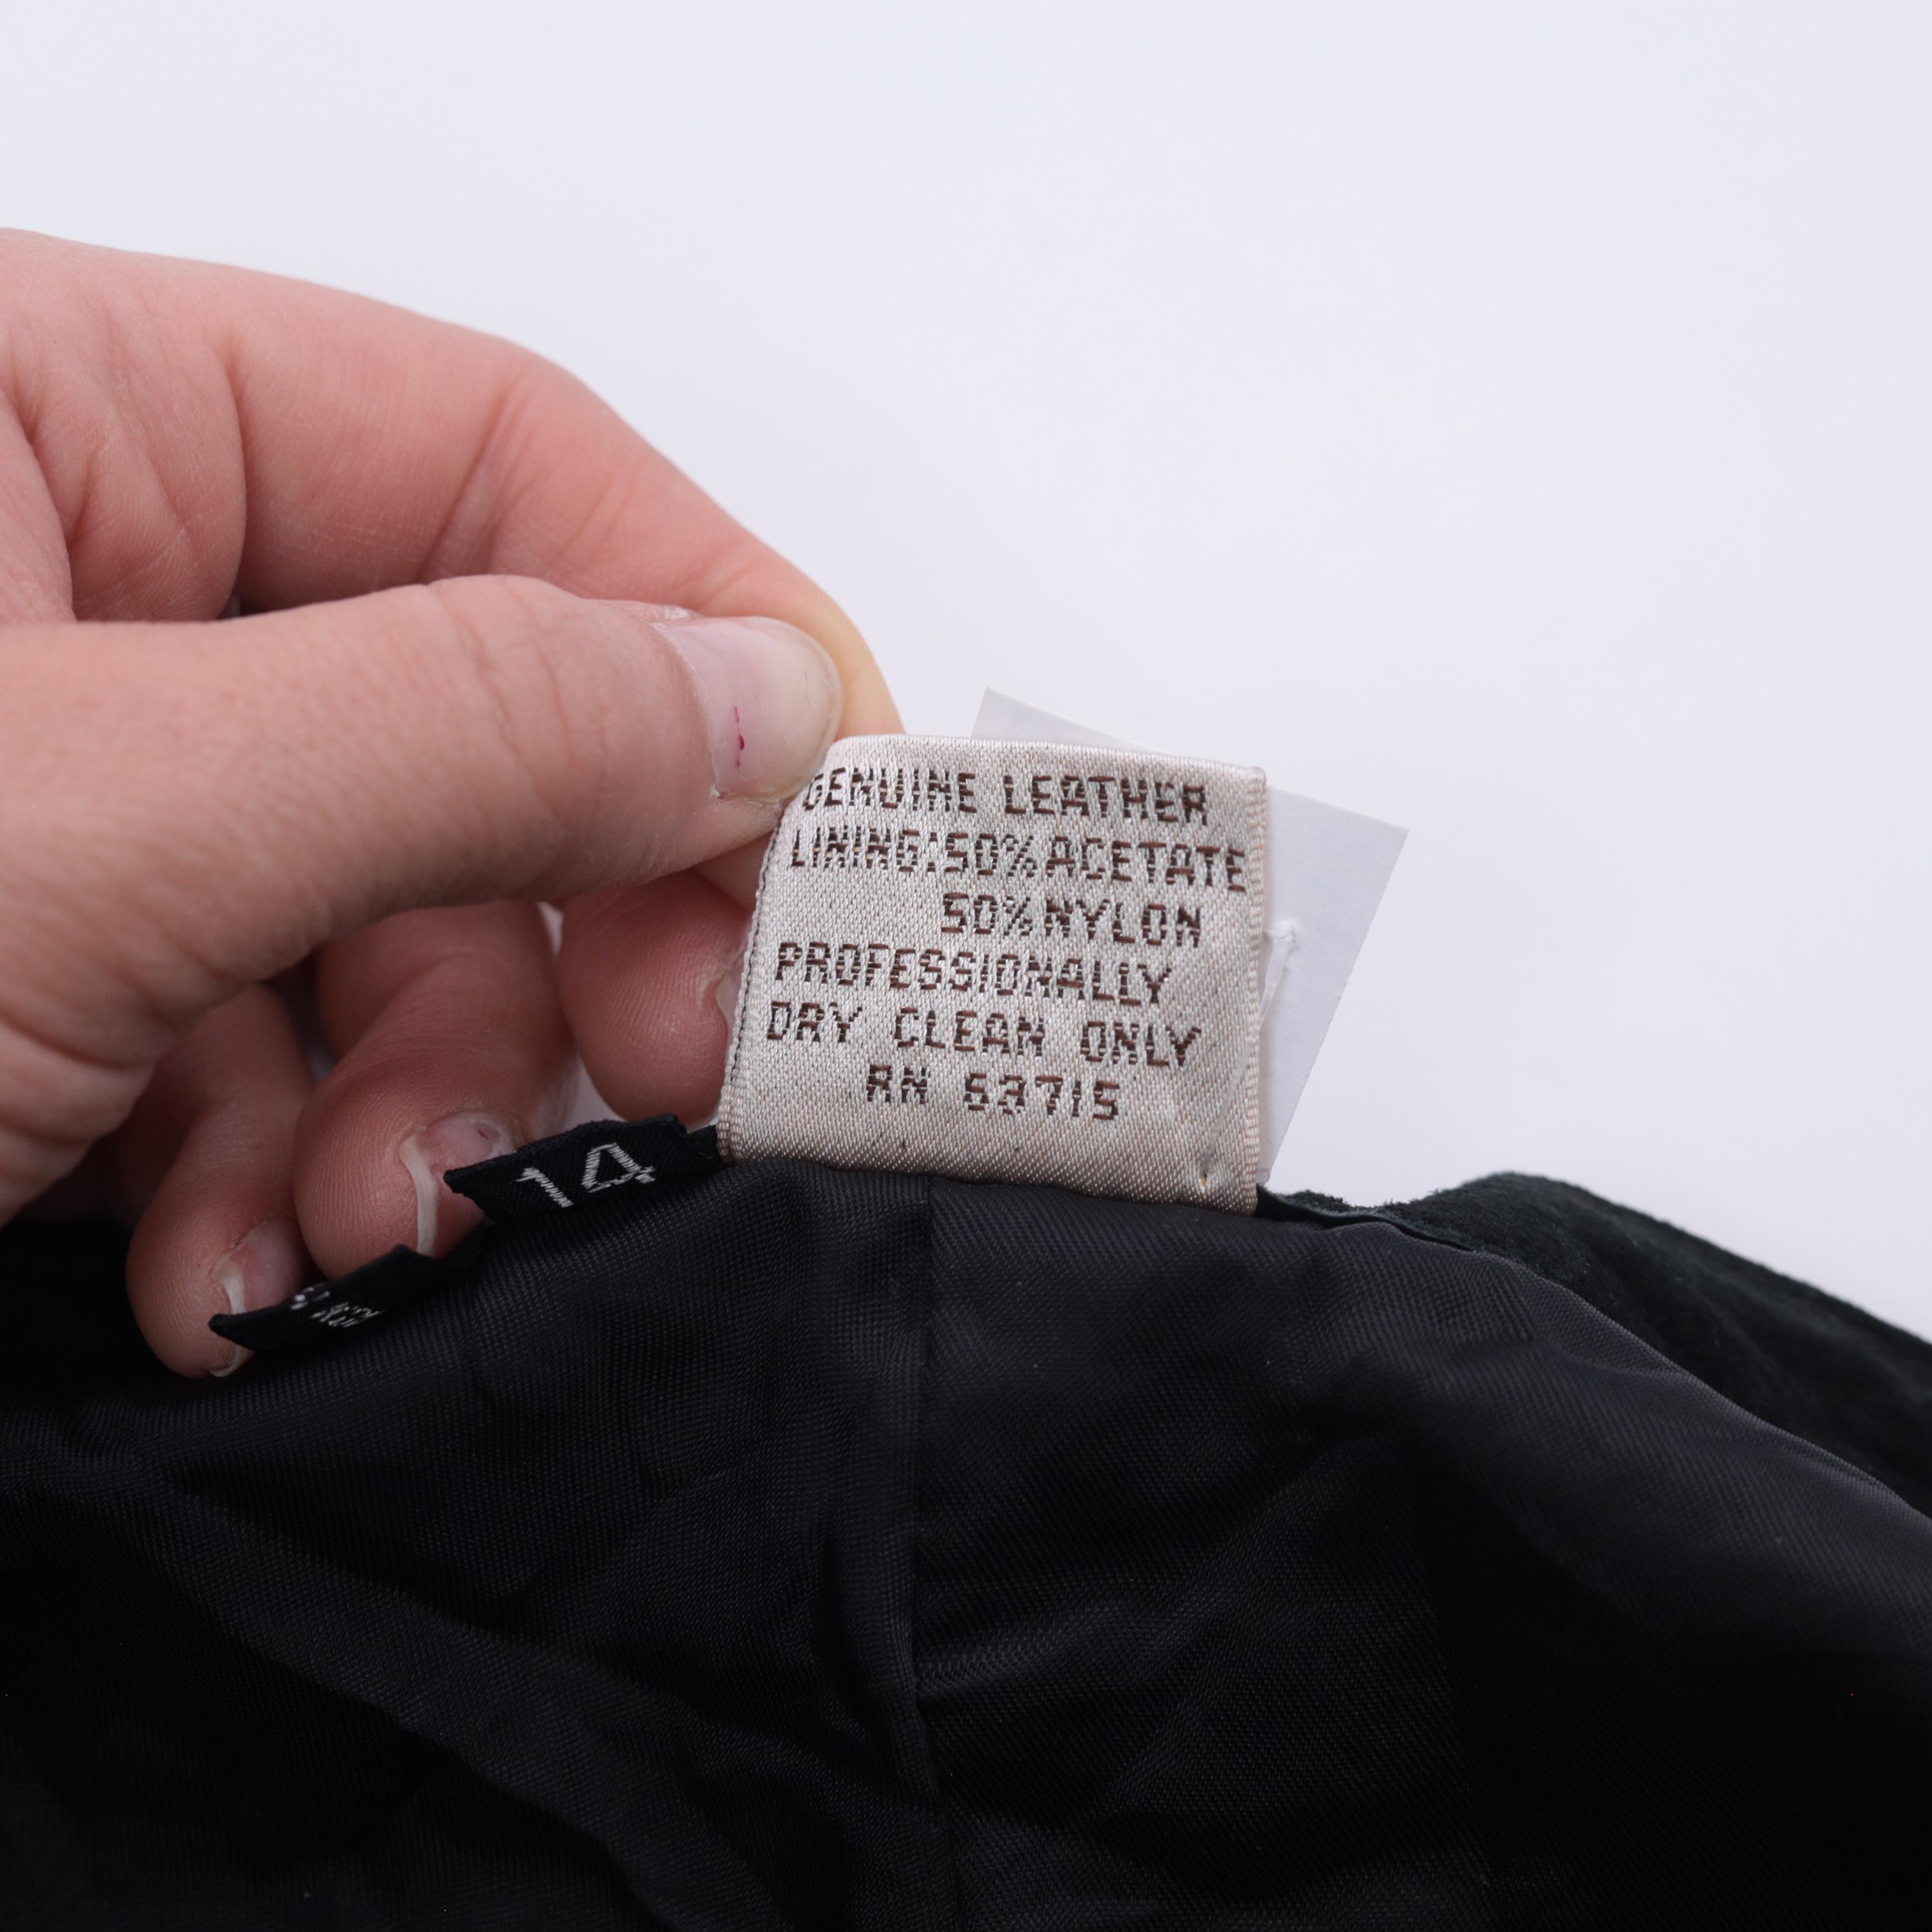 GENUINE LEATHER
LINING:50% ACETATE
50% NYLON
PROFESSIONALLY
DRY CLEAN ONLY
RN 53715
14